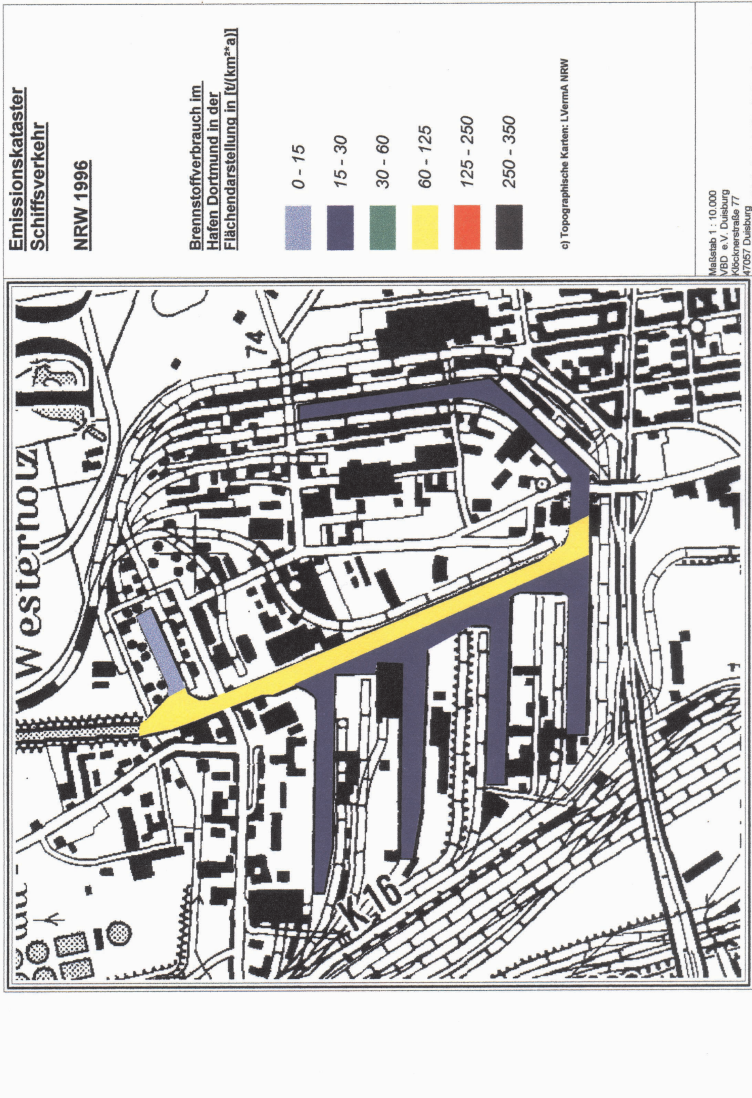 Emissionskataster
Schiffsverkehr
NRW 1996
Brennstoffverbrauch im
Hafen Dortmund in der
Flächendarstellung in [t/(km²*a)]
0 - 15
15 - 30
30 - 60
60 - 125
125 - 250
250 - 350
c) Topographische Karten: LVermA NRW
Maßstab 1 : 10.000
VBD e.V. Duisburg
Klöcknerstraße 77
47057 Duisburg
Westerholz
74
K 16